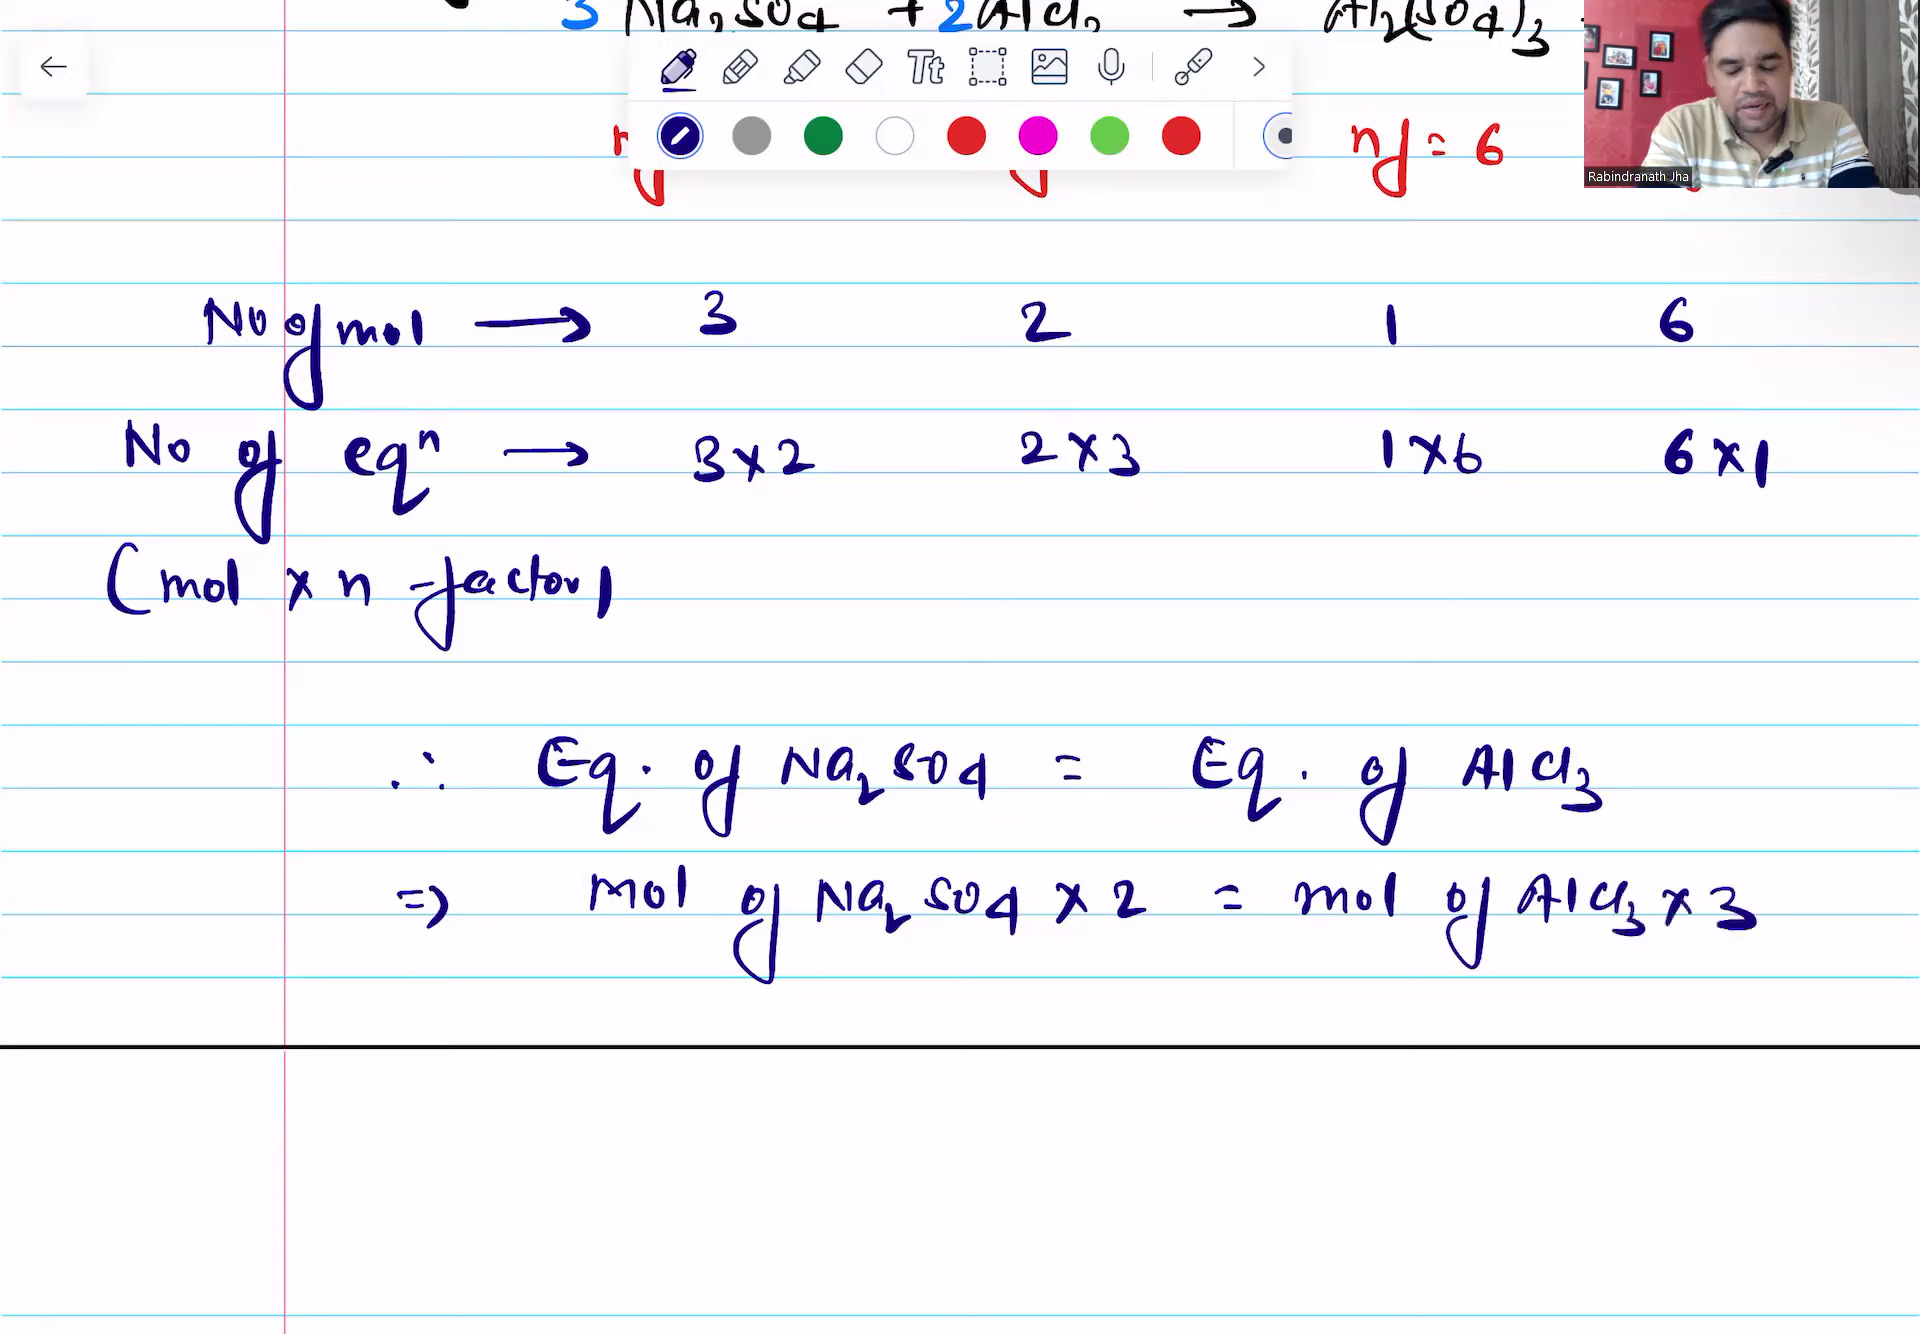 3 Na₂SO₄ + 2AlCl₃ → Al₂(SO₄)₃
Tt
nf = 6
Rabindranath Jha
No of mol → 3 2 1 6
No of eqⁿ → 3×2 2×3 1×6 6×1
(mol × n-factor)
∴ Eq. of Na₂SO₄ = Eq. of AlCl₃
⇒ mol of Na₂SO₄ × 2 = mol of AlCl₃ × 3